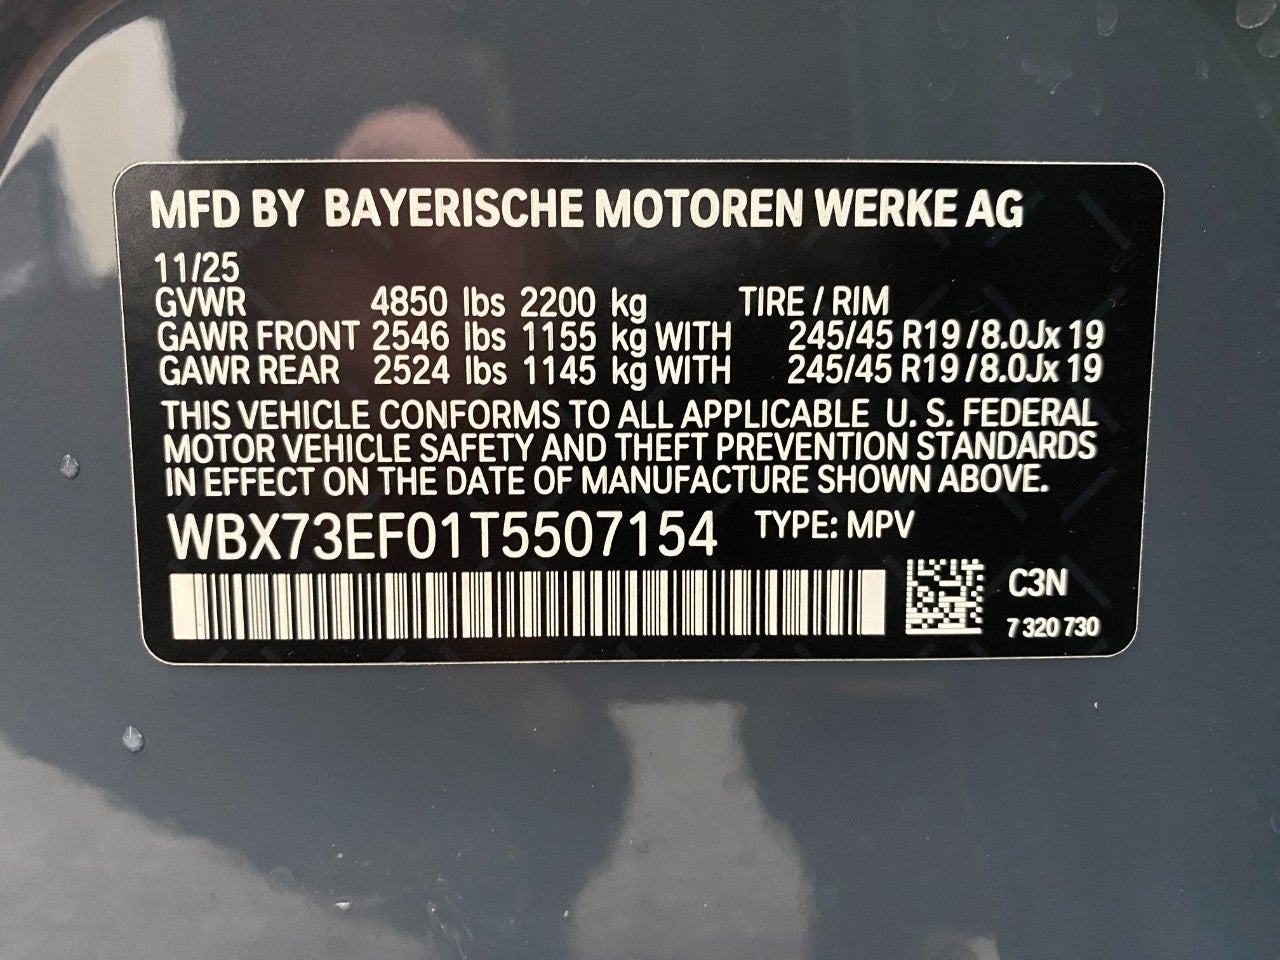 MFD BY BAYERISCHE MOTOREN WERKE AG
11/25
GVWR 4850 lbs 2200 kg TIRE / RIM
GAWR FRONT 2546 lbs 1155 kg WITH 245/45 R19 /8.0Jx 19
GAWR REAR 2524 lbs 1145 kg WITH 245/45 R19 /8.0Jx 19
THIS VEHICLE CONFORMS TO ALL APPLICABLE U. S. FEDERAL
MOTOR VEHICLE SAFETY AND THEFT PREVENTION STANDARDS
IN EFFECT ON THE DATE OF MANUFACTURE SHOWN ABOVE.
WBX73EF01T5507154 TYPE: MPV
C3N
7 320 730